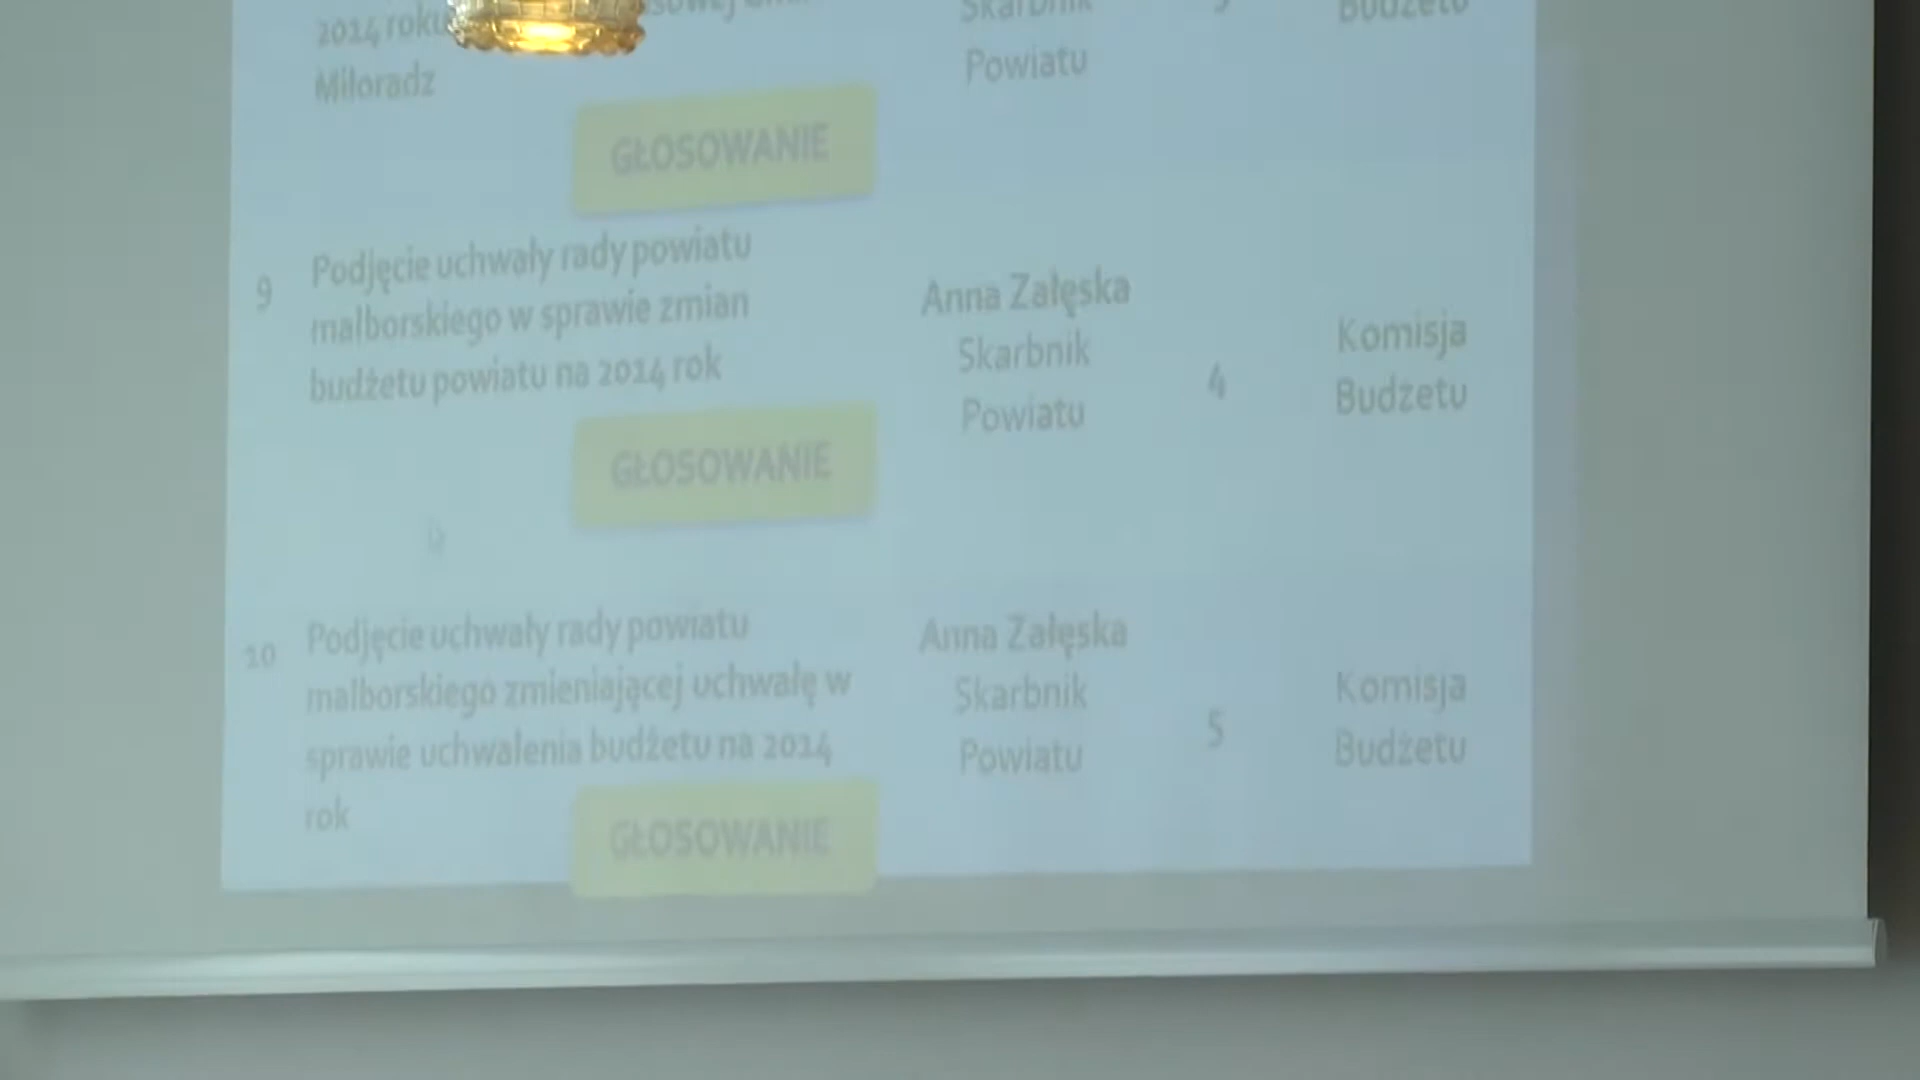 2014 roku
Miłoradz
Skarbnik
Powiatu
Budżetu
GŁOSOWANIE
9
Podjęcie uchwały rady powiatu
malborskiego w sprawie zmian
budżetu powiatu na 2014 rok
Anna Załęska
Skarbnik
Powiatu
4
Komisja
Budżetu
GŁOSOWANIE
10
Podjęcie uchwały rady powiatu
malborskiego zmieniającej uchwałę w
sprawie uchwalenia budżetu na 2014
rok
Anna Załęska
Skarbnik
Powiatu
5
Komisja
Budżetu
GŁOSOWANIE